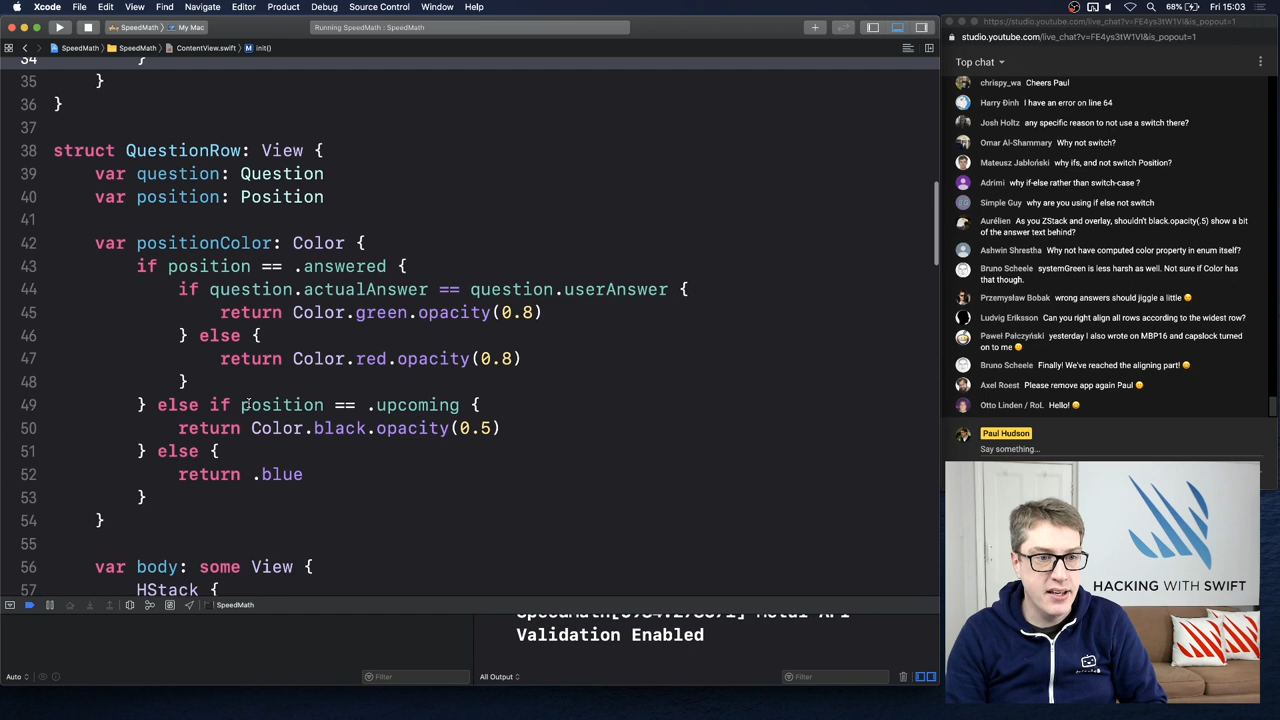 Xcode File Edit View Find Navigate Editor Product Debug Source Control Window Help
68% Fri 15:03
SpeedMath My Mac
Running SpeedMath : SpeedMath
SpeedMath SpeedMath ContentView.swift init()
34 }
35 }
36 }
37
38 struct QuestionRow: View {
39 var question: Question
40 var position: Position
41
42 var positionColor: Color {
43 if position == .answered {
44 if question.actualAnswer == question.userAnswer {
45 return Color.green.opacity(0.8)
46 } else {
47 return Color.red.opacity(0.8)
48 }
49 } else if position == .upcoming {
50 return Color.black.opacity(0.5)
51 } else {
52 return .blue
53 }
54 }
55
56 var body: some View {
57 HStack {
SpeedMath
Validation Enabled
Auto
Filter
All Output
Filter
https://studio.youtube.com/live_chat?v=FE4ys3tW1VI&is_popout=1
studio.youtube.com/live_chat?v=FE4ys3tW1VI&is_popout=1
Top chat
chrispy_wa Cheers Paul
Harry Đinh I have an error on line 64
Josh Holtz any specific reason to not use a switch there?
Omar Al-Shammary Why not switch?
Mateusz Jabłoński why ifs, and not switch Position?
Adrimi why if-else rather than switch-case ?
Simple Guy why are you using if else not switch
Aurélien As you ZStack and overlay, shouldn't black.opacity(.5) show a bit
of the answer text behind?
Ashwin Shrestha Why not have computed color property in enum itself?
Bruno Scheele systemGreen is less harsh as well. Not sure if Color has
that though.
Przemysław Bobak wrong answers should jiggle a little
Ludvig Eriksson Can you right align all rows according to the widest row?
Paweł Pałczyński yesterday I also wrote on MBP16 and capslock turned
on to me
Bruno Scheele Finally! We've reached the aligning part!
Axel Roest Please remove app again Paul
Otto Linden / RoL Hello!
Paul Hudson
Say something...
HACKING WITH SWIFT